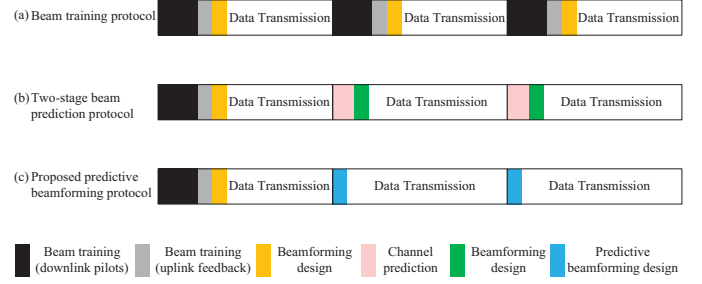 (a) Beam training protocol
Data Transmission Data Transmission Data Transmission
(b) Two-stage beam
prediction protocol
Data Transmission Data Transmission Data Transmission
(c) Proposed predictive
beamforming protocol
Data Transmission Data Transmission Data Transmission
Beam training
(downlink pilots)
Beam training
(uplink feedback)
Beamforming
design
Channel
prediction
Beamforming
design
Predictive
beamforming design